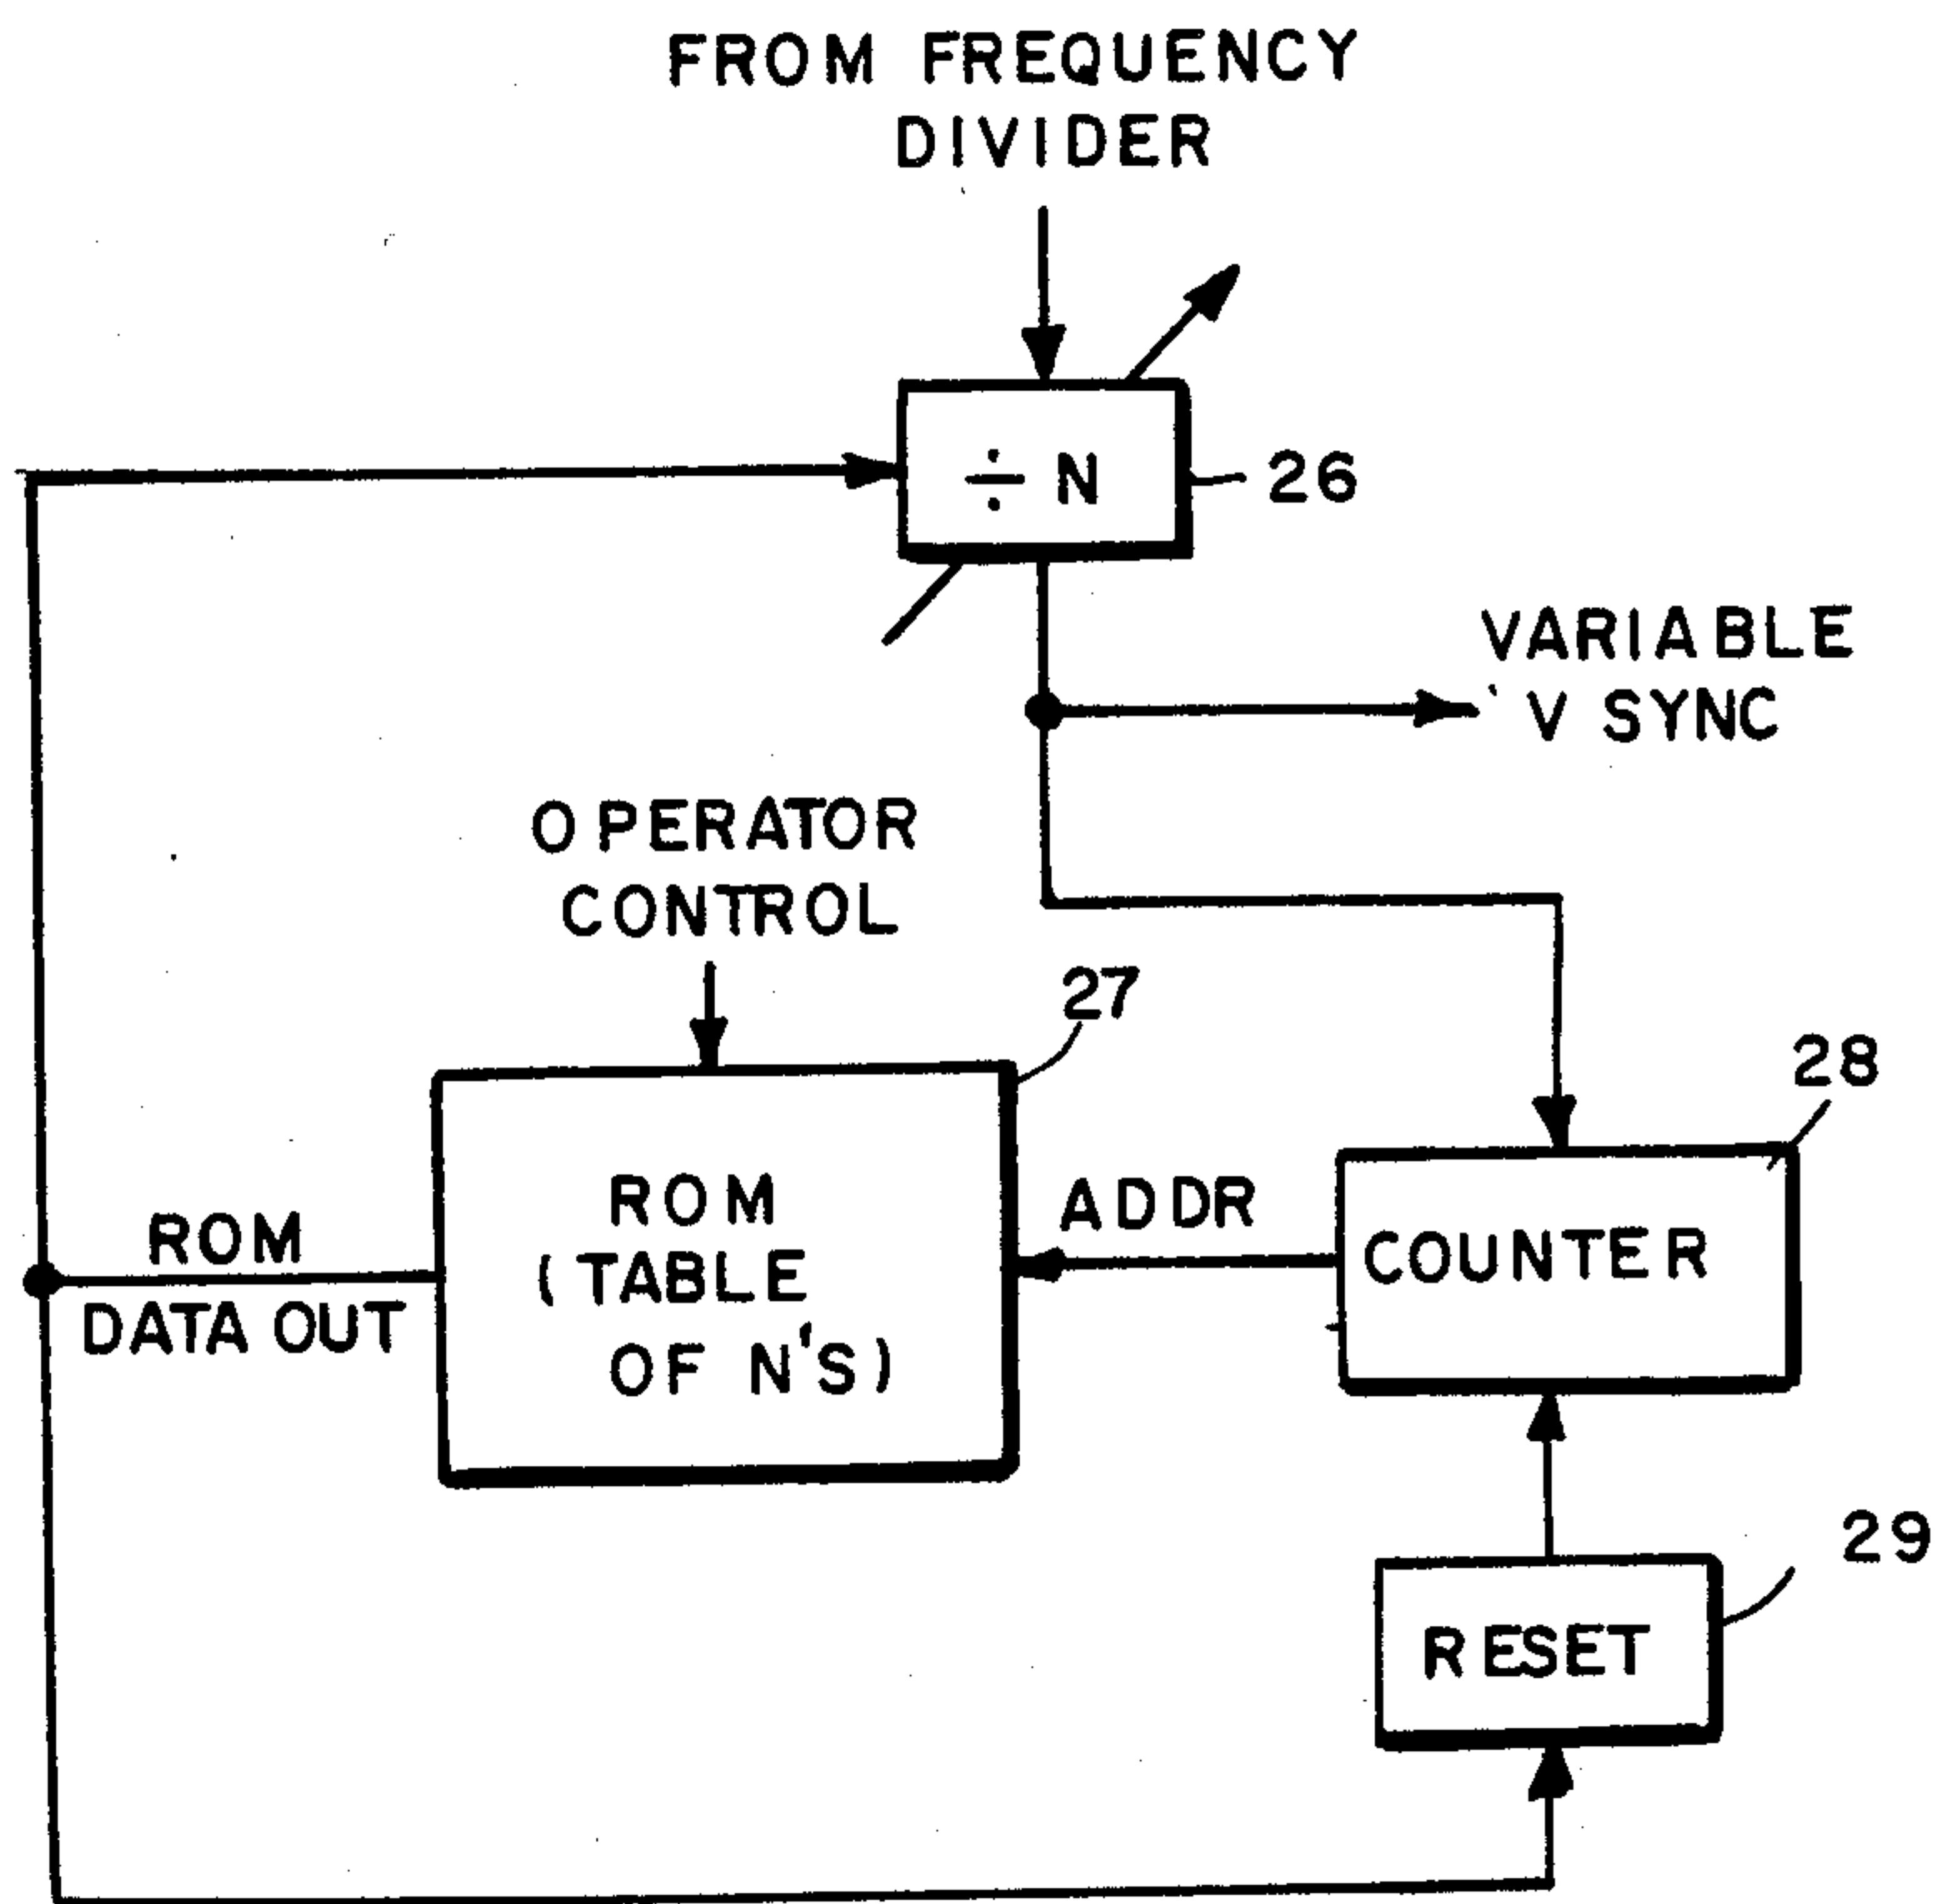 FROM FREQUENCY
DIVIDER
÷ N
26
VARIABLE
V SYNC
OPERATOR
CONTROL
27
28
ROM
(TABLE
OF N'S)
ADDR
COUNTER
ROM
DATA OUT
29
RESET